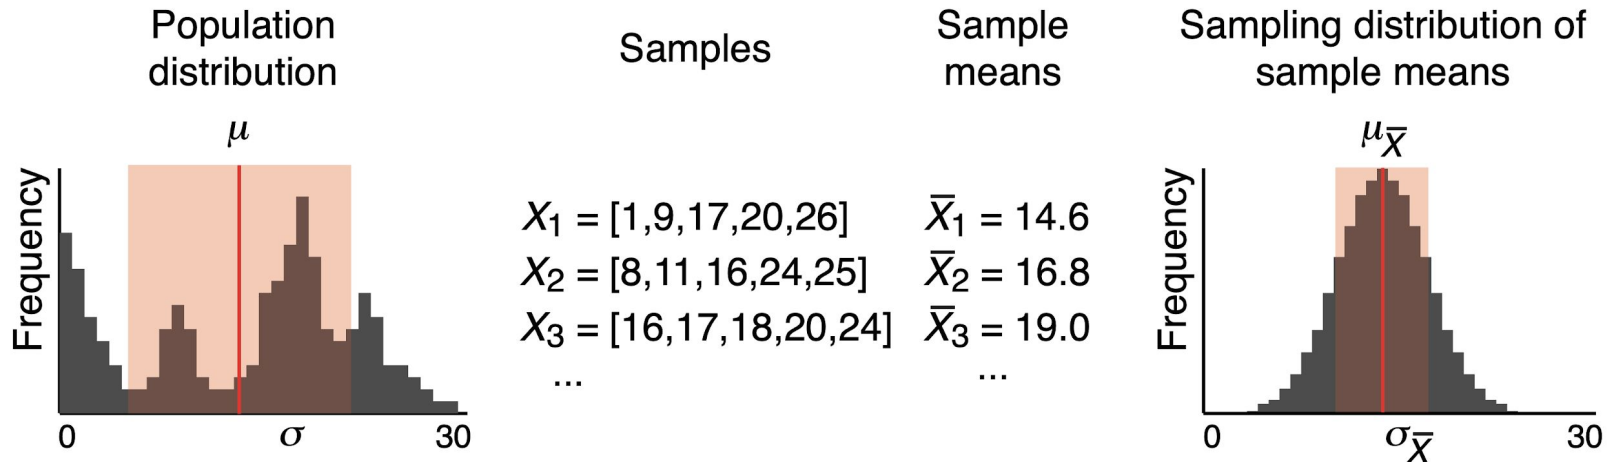 Population
distribution
μ
Frequency
0
σ
30
Samples
X₁ = [1,9,17,20,26]
X₂ = [8,11,16,24,25]
X₃ = [16,17,18,20,24]
...
Sample
means
X̅₁ = 14.6
X̅₂ = 16.8
X̅₃ = 19.0
...
Sampling distribution of
sample means
μ_X̅
Frequency
0
σ_X̅
30